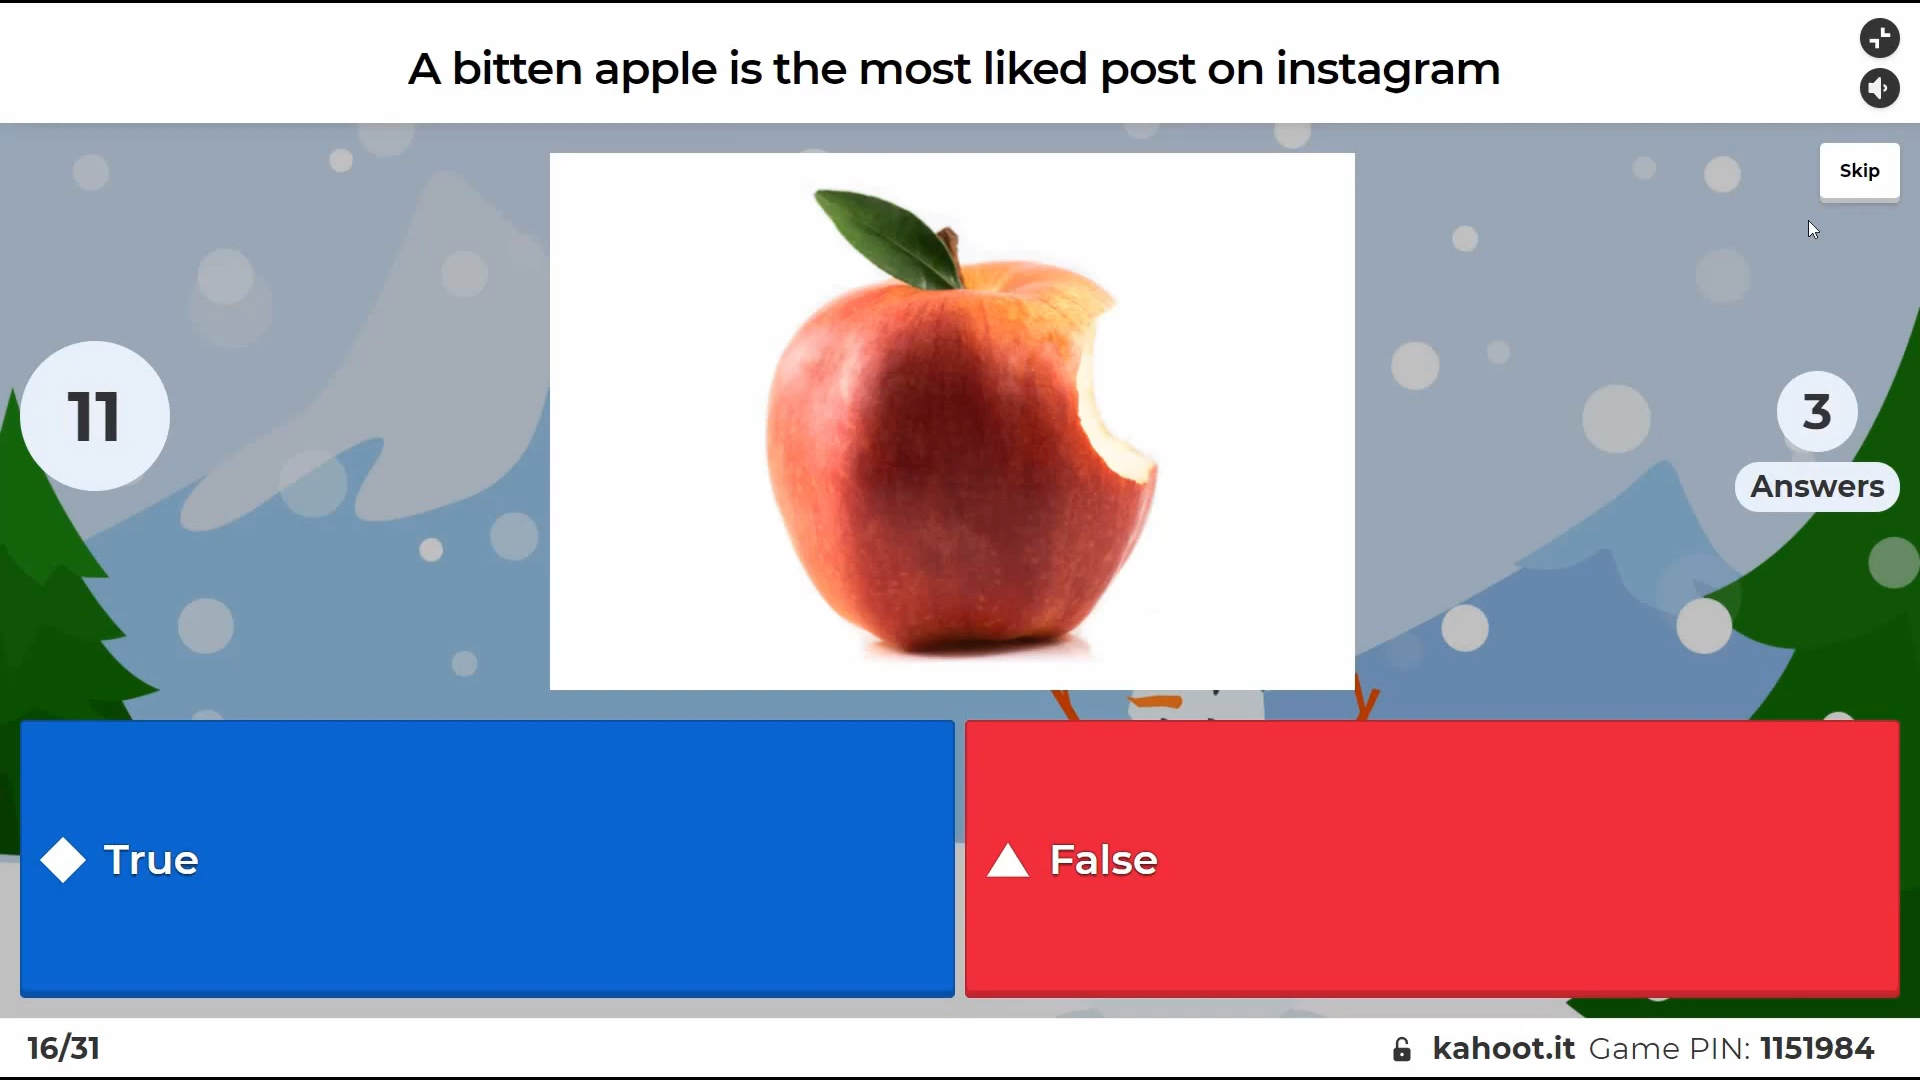 A bitten apple is the most liked post on instagram
Skip
11
3
Answers
True
False
16/31
kahoot.it Game PIN: 1151984